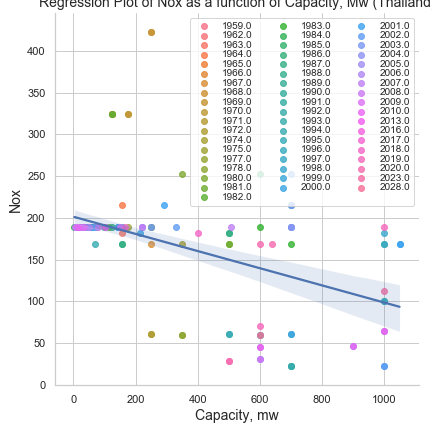 Regression Plot of Nox as a function of Capacity, Mw (Thailand
1959.0 1983.0 2001.0
1962.0 1984.0 2002.0
1963.0 1985.0 2003.0
1964.0 1986.0 2004.0
1965.0 1987.0 2005.0
1966.0 1988.0 2006.0
1967.0 1989.0 2007.0
1968.0 1990.0 2008.0
1969.0 1991.0 2009.0
1970.0 1992.0 2010.0
1971.0 1993.0 2013.0
1972.0 1994.0 2016.0
1974.0 1995.0 2017.0
1975.0 1996.0 2018.0
1977.0 1997.0 2019.0
1978.0 1998.0 2020.0
1979.0 1999.0 2023.0
1980.0 2000.0 2028.0
1981.0
1982.0
Nox
400
350
300
250
200
150
100
50
0
0 200 400 600 800 1000
Capacity, mw